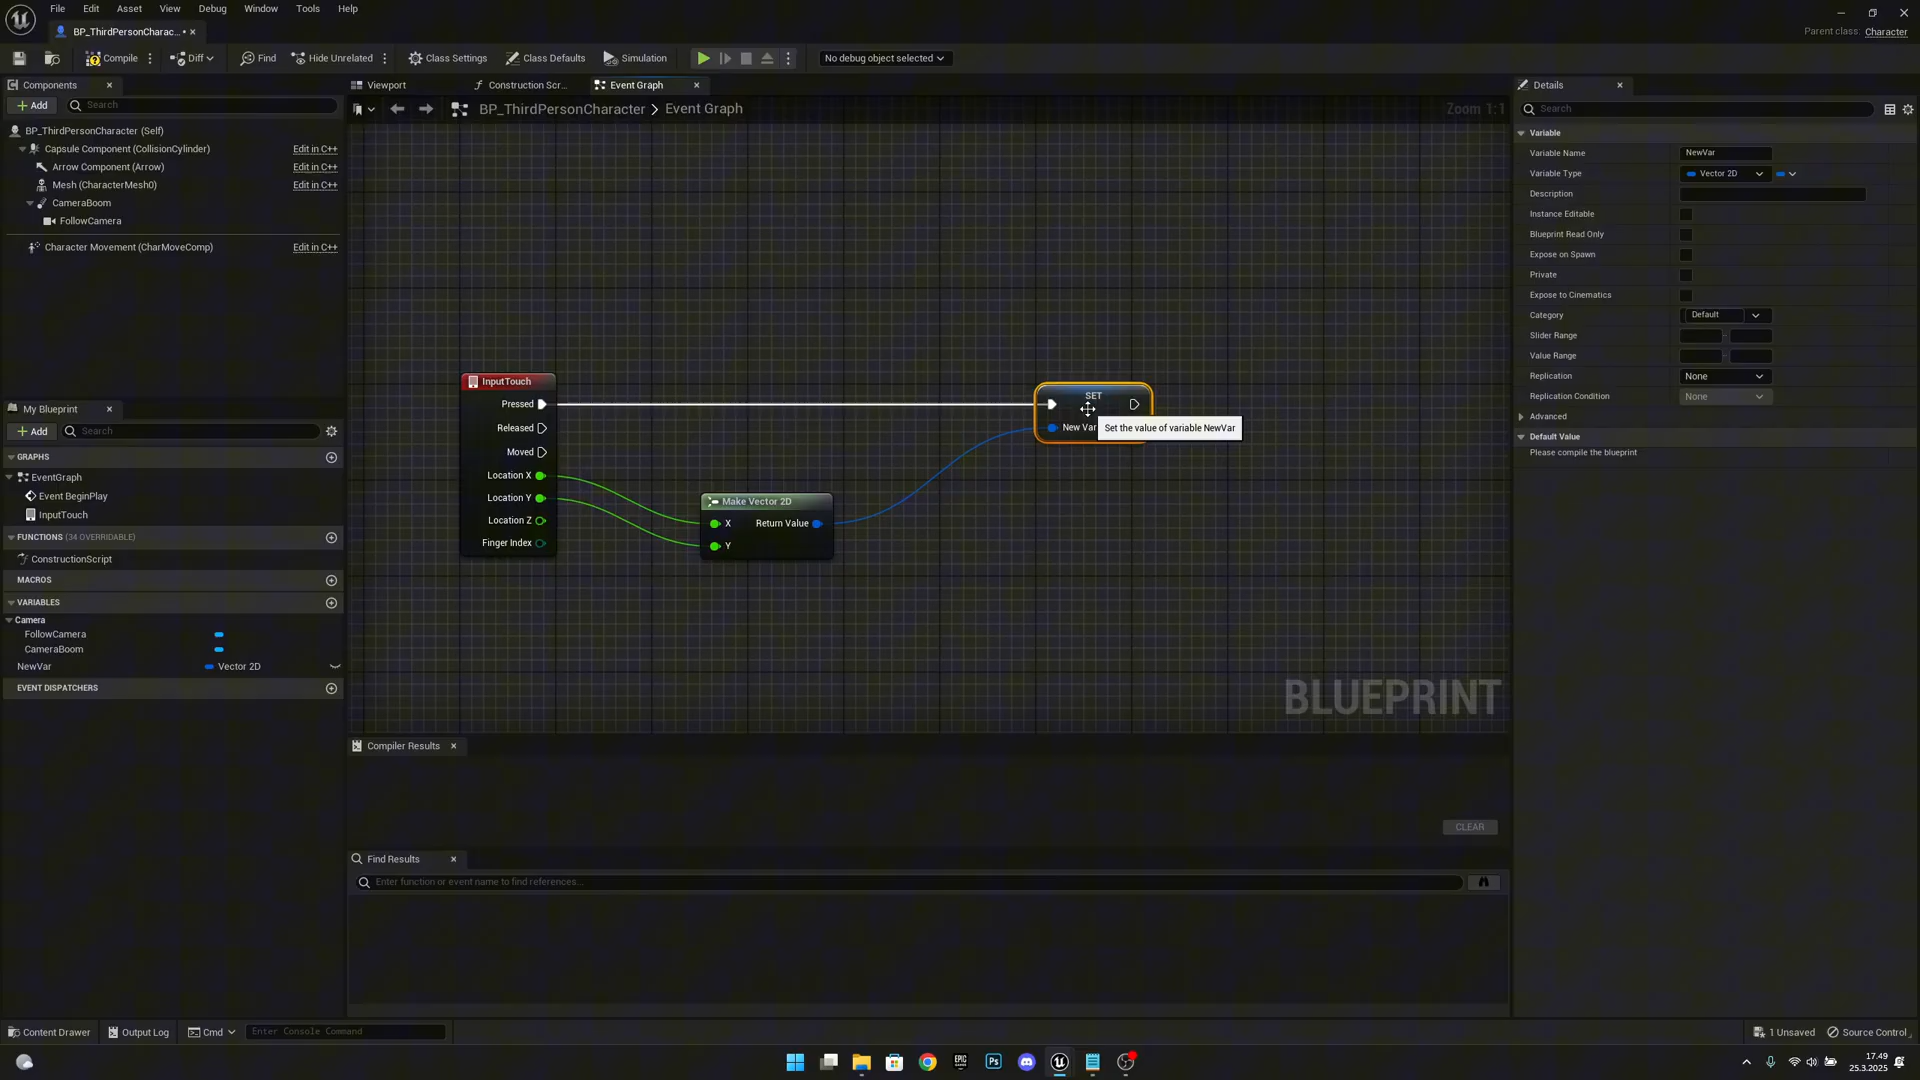 File Edit Asset View Debug Window Tools Help
BP_ThirdPersonCharac...
Parent class: Character
Compile Diff Find Hide Unrelated Class Settings Class Defaults Simulation No debug object selected
Components
Add Search
BP_ThirdPersonCharacter (Self)
Capsule Component (CollisionCylinder) Edit in C++
Arrow Component (Arrow) Edit in C++
Mesh (CharacterMesh0) Edit in C++
CameraBoom
FollowCamera
Character Movement (CharMoveComp) Edit in C++
My Blueprint
Add Search
GRAPHS
EventGraph
Event BeginPlay
InputTouch
FUNCTIONS (34 OVERRIDABLE)
ConstructionScript
MACROS
VARIABLES
Camera
FollowCamera
CameraBoom
NewVar Vector 2D
EVENT DISPATCHERS
Viewport Construction Scr... Event Graph
BP_ThirdPersonCharacter > Event Graph Zoom 1:1
InputTouch
Pressed
Released
Moved
Location X
Location Y
Location Z
Finger Index
Make Vector 2D
X Return Value
Y
SET
New Var
Set the value of variable NewVar
BLUEPRINT
Compiler Results
CLEAR
Find Results
Enter function or event name to find references...
Details
Search
Variable
Variable Name NewVar
Variable Type Vector 2D
Description
Instance Editable
Blueprint Read Only
Expose on Spawn
Private
Expose to Cinematics
Category Default
Slider Range
Value Range
Replication None
Replication Condition None
Advanced
Default Value
Please compile the blueprint
Content Drawer Output Log Cmd Enter Console Command 1 Unsaved Source Control
EPIC GAMES Ps
17.49
25.3.2025